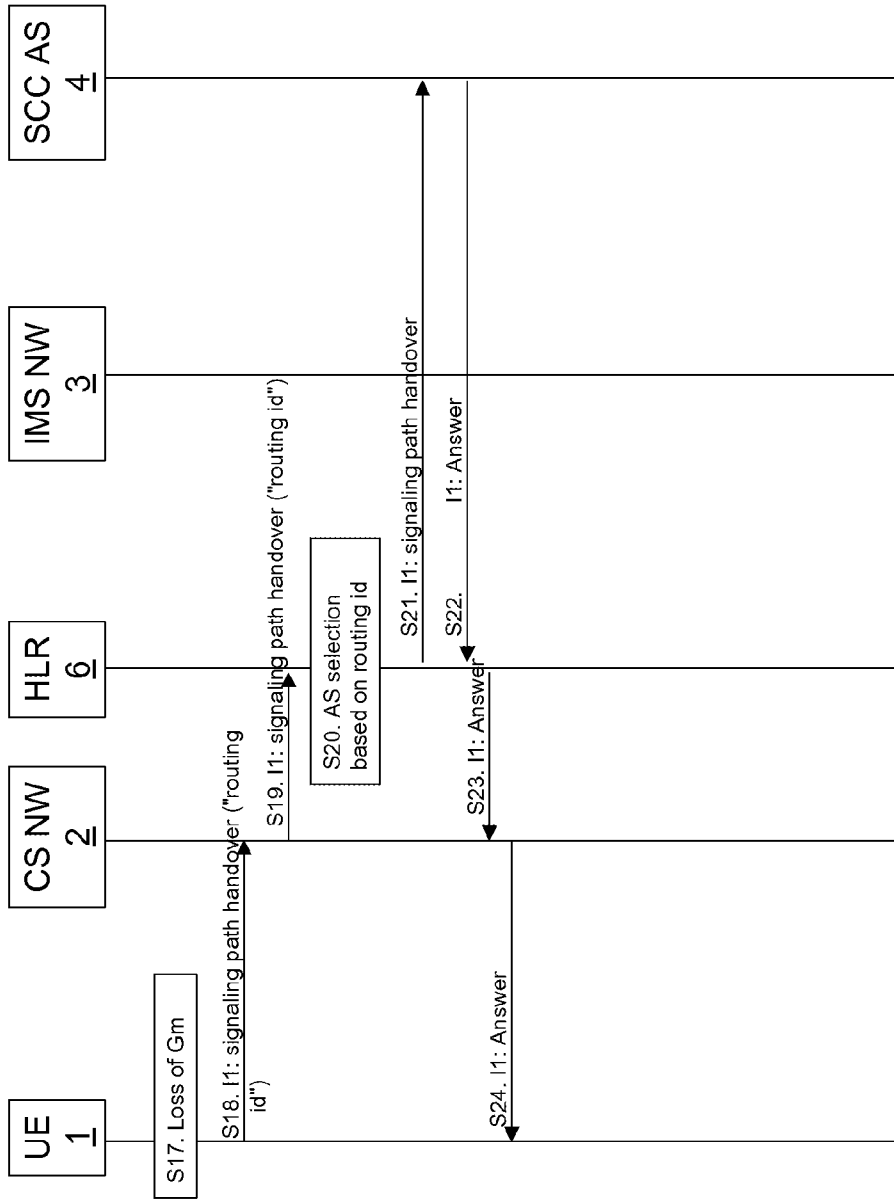 UE
1
CS NW
2
HLR
6
IMS NW
3
SCC AS
4
S17. Loss of Gm
S18. I1: signaling path handover ("routing
id")
S19. I1: signaling path handover ("routing id")
S20. AS selection
based on routing id
S21. I1: signaling path handover
S22. I1: Answer
S23. I1: Answer
S24. I1: Answer